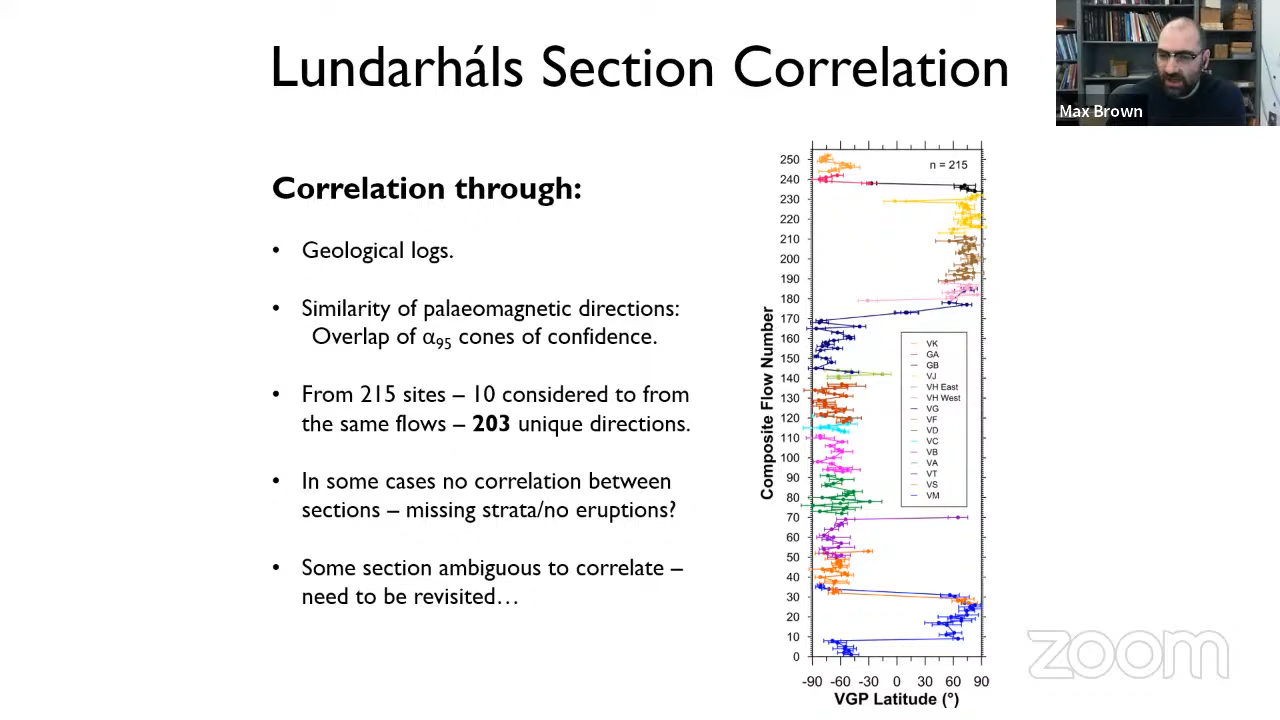 Lundarháls Section Correlation
Max Brown
Correlation through:
• Geological logs.
• Similarity of palaeomagnetic directions:
Overlap of α95 cones of confidence.
• From 215 sites – 10 considered to from
the same flows – 203 unique directions.
• In some cases no correlation between
sections – missing strata/no eruptions?
• Some section ambiguous to correlate –
need to be revisited…
n = 215
250
240
230
220
210
200
190
180
170
160
150
140
130
120
110
100
90
80
70
60
50
40
30
20
10
0
Composite Flow Number
VK
GA
GB
VJ
VH East
VH West
VG
VF
VD
VC
VB
VA
VT
VS
VM
-90 -60 -30 0 30 60 90
VGP Latitude (°)
zoom